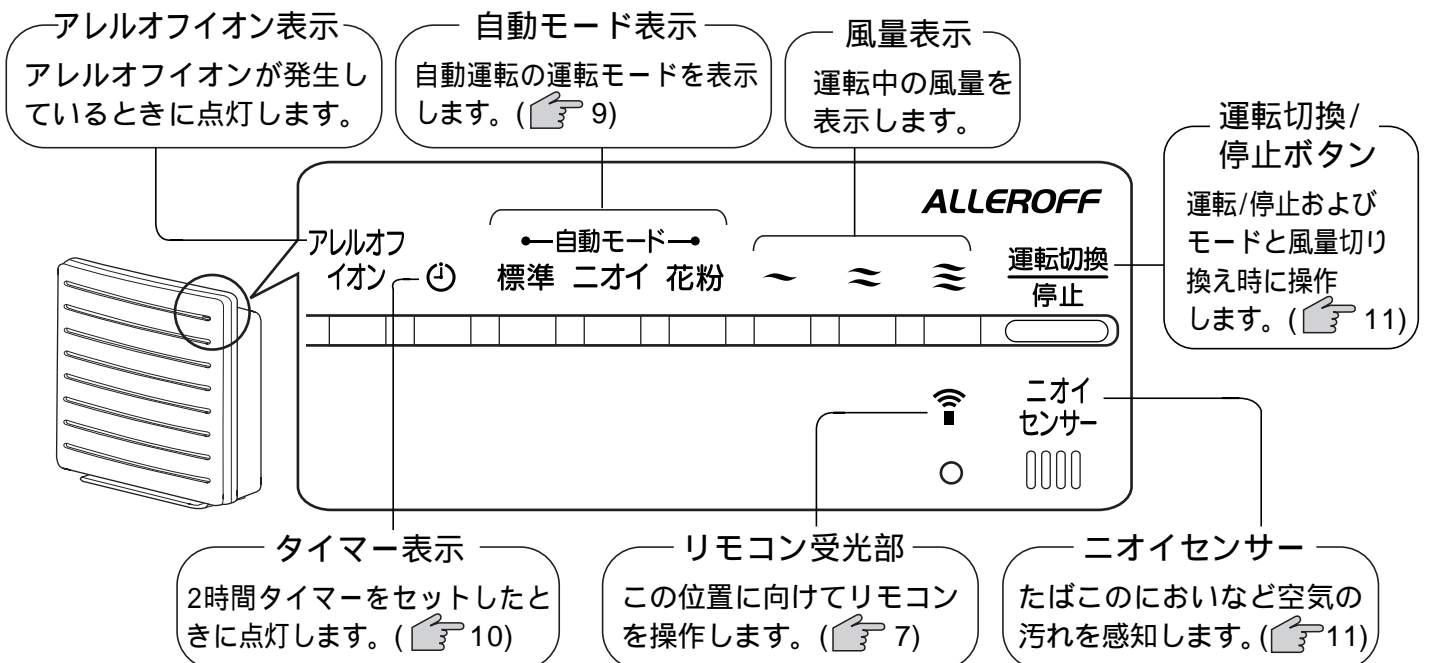 アレルオフイオン表示
アレルオフイオンが発生し
ているときに点灯します。
自動モード表示
自動運転の運転モードを表示
します。( 9)
風量表示
運転中の風量を
表示します。
運転切換/
停止ボタン
運転/停止および
モードと風量切り
換え時に操作
します。( 11)
ALLEROFF
アレルオフ
イオン
自動モード
標準 ニオイ 花粉
運転切換
停止
ニオイ
センサー
タイマー表示
2時間タイマーをセットしたと
きに点灯します。( 10)
リモコン受光部
この位置に向けてリモコン
を操作します。( 7)
ニオイセンサー
たばこのにおいなど空気の
汚れを感知します。( 11)